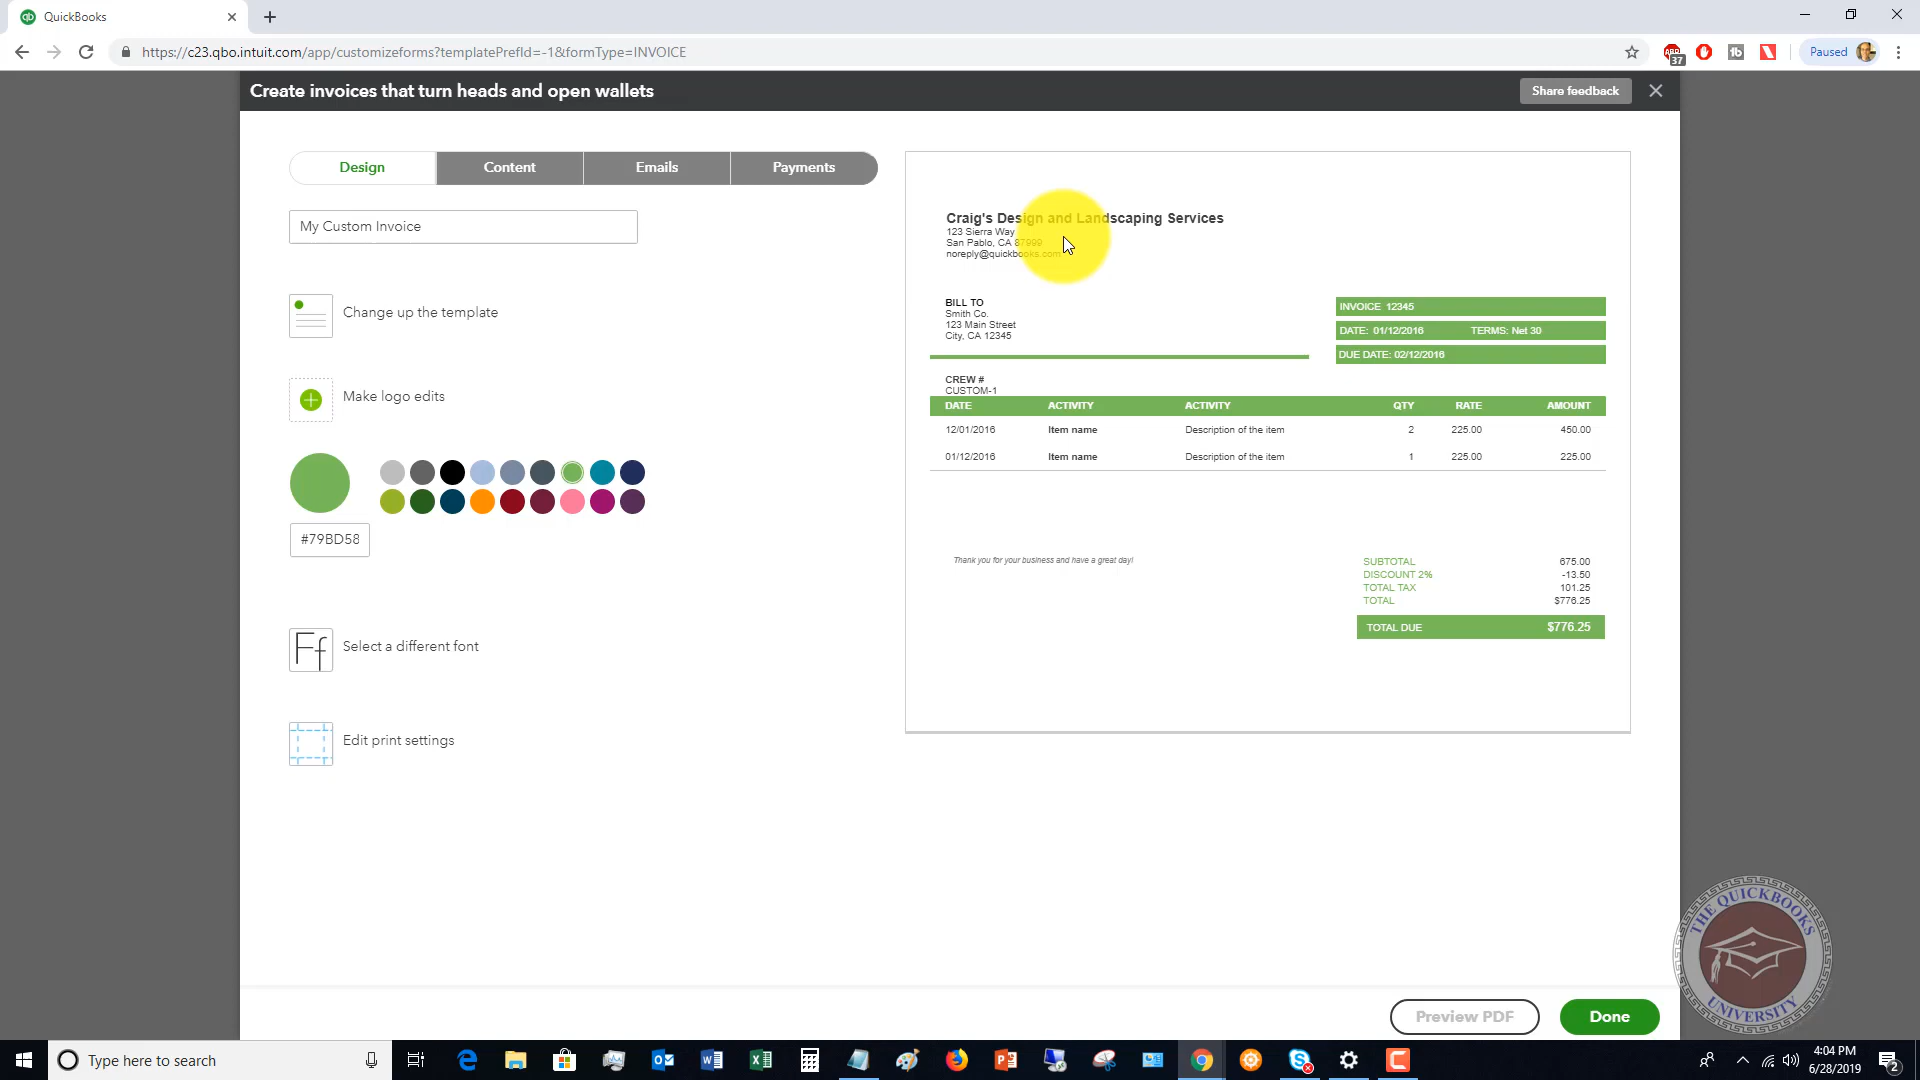 QuickBooks
https://c23.qbo.intuit.com/app/customizeforms?templatePrefId=-1&formType=INVOICE
37
Paused
Create invoices that turn heads and open wallets
Share feedback
Design Content Emails Payments
My Custom Invoice
Change up the template
Make logo edits
#79BD58
Ff Select a different font
Edit print settings
Craig's Design and Landscaping Services
123 Sierra Way
San Pablo, CA 87999
noreply@quickbooks.com
BILL TO
Smith Co.
123 Main Street
City, CA 12345
INVOICE 12345
DATE: 01/12/2016 TERMS: Net 30
DUE DATE: 02/12/2016
CREW #
CUSTOM-1
DATE ACTIVITY ACTIVITY QTY RATE AMOUNT
12/01/2016 Item name Description of the item 2 225.00 450.00
01/12/2016 Item name Description of the item 1 225.00 225.00
Thank you for your business and have a great day!
SUBTOTAL 675.00
DISCOUNT 2% -13.50
TOTAL TAX 101.25
TOTAL $776.25
TOTAL DUE $776.25
THE QUICKBOOKS
UNIVERSITY
Preview PDF Done
Type here to search
4:04 PM
6/28/2019
2